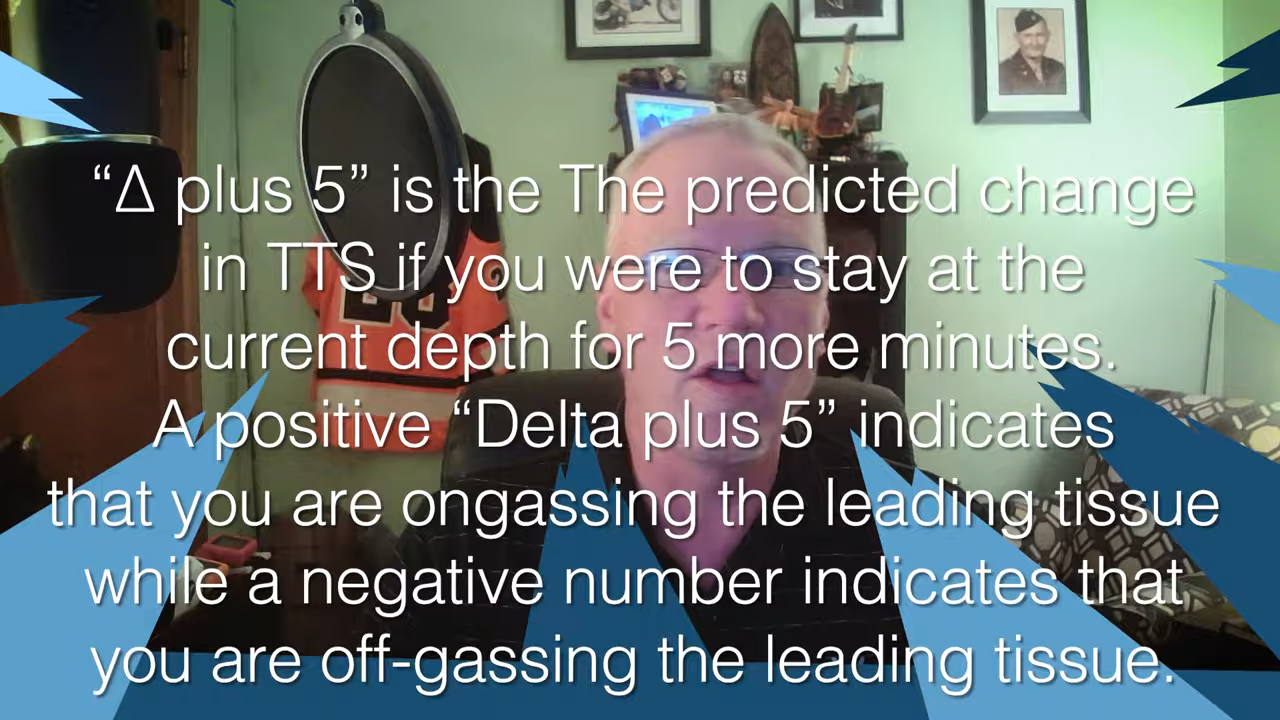 “Δ plus 5” is the The predicted change
in TTS if you were to stay at the
current depth for 5 more minutes.
A positive “Delta plus 5” indicates
that you are ongassing the leading tissue
while a negative number indicates that
you are off-gassing the leading tissue.